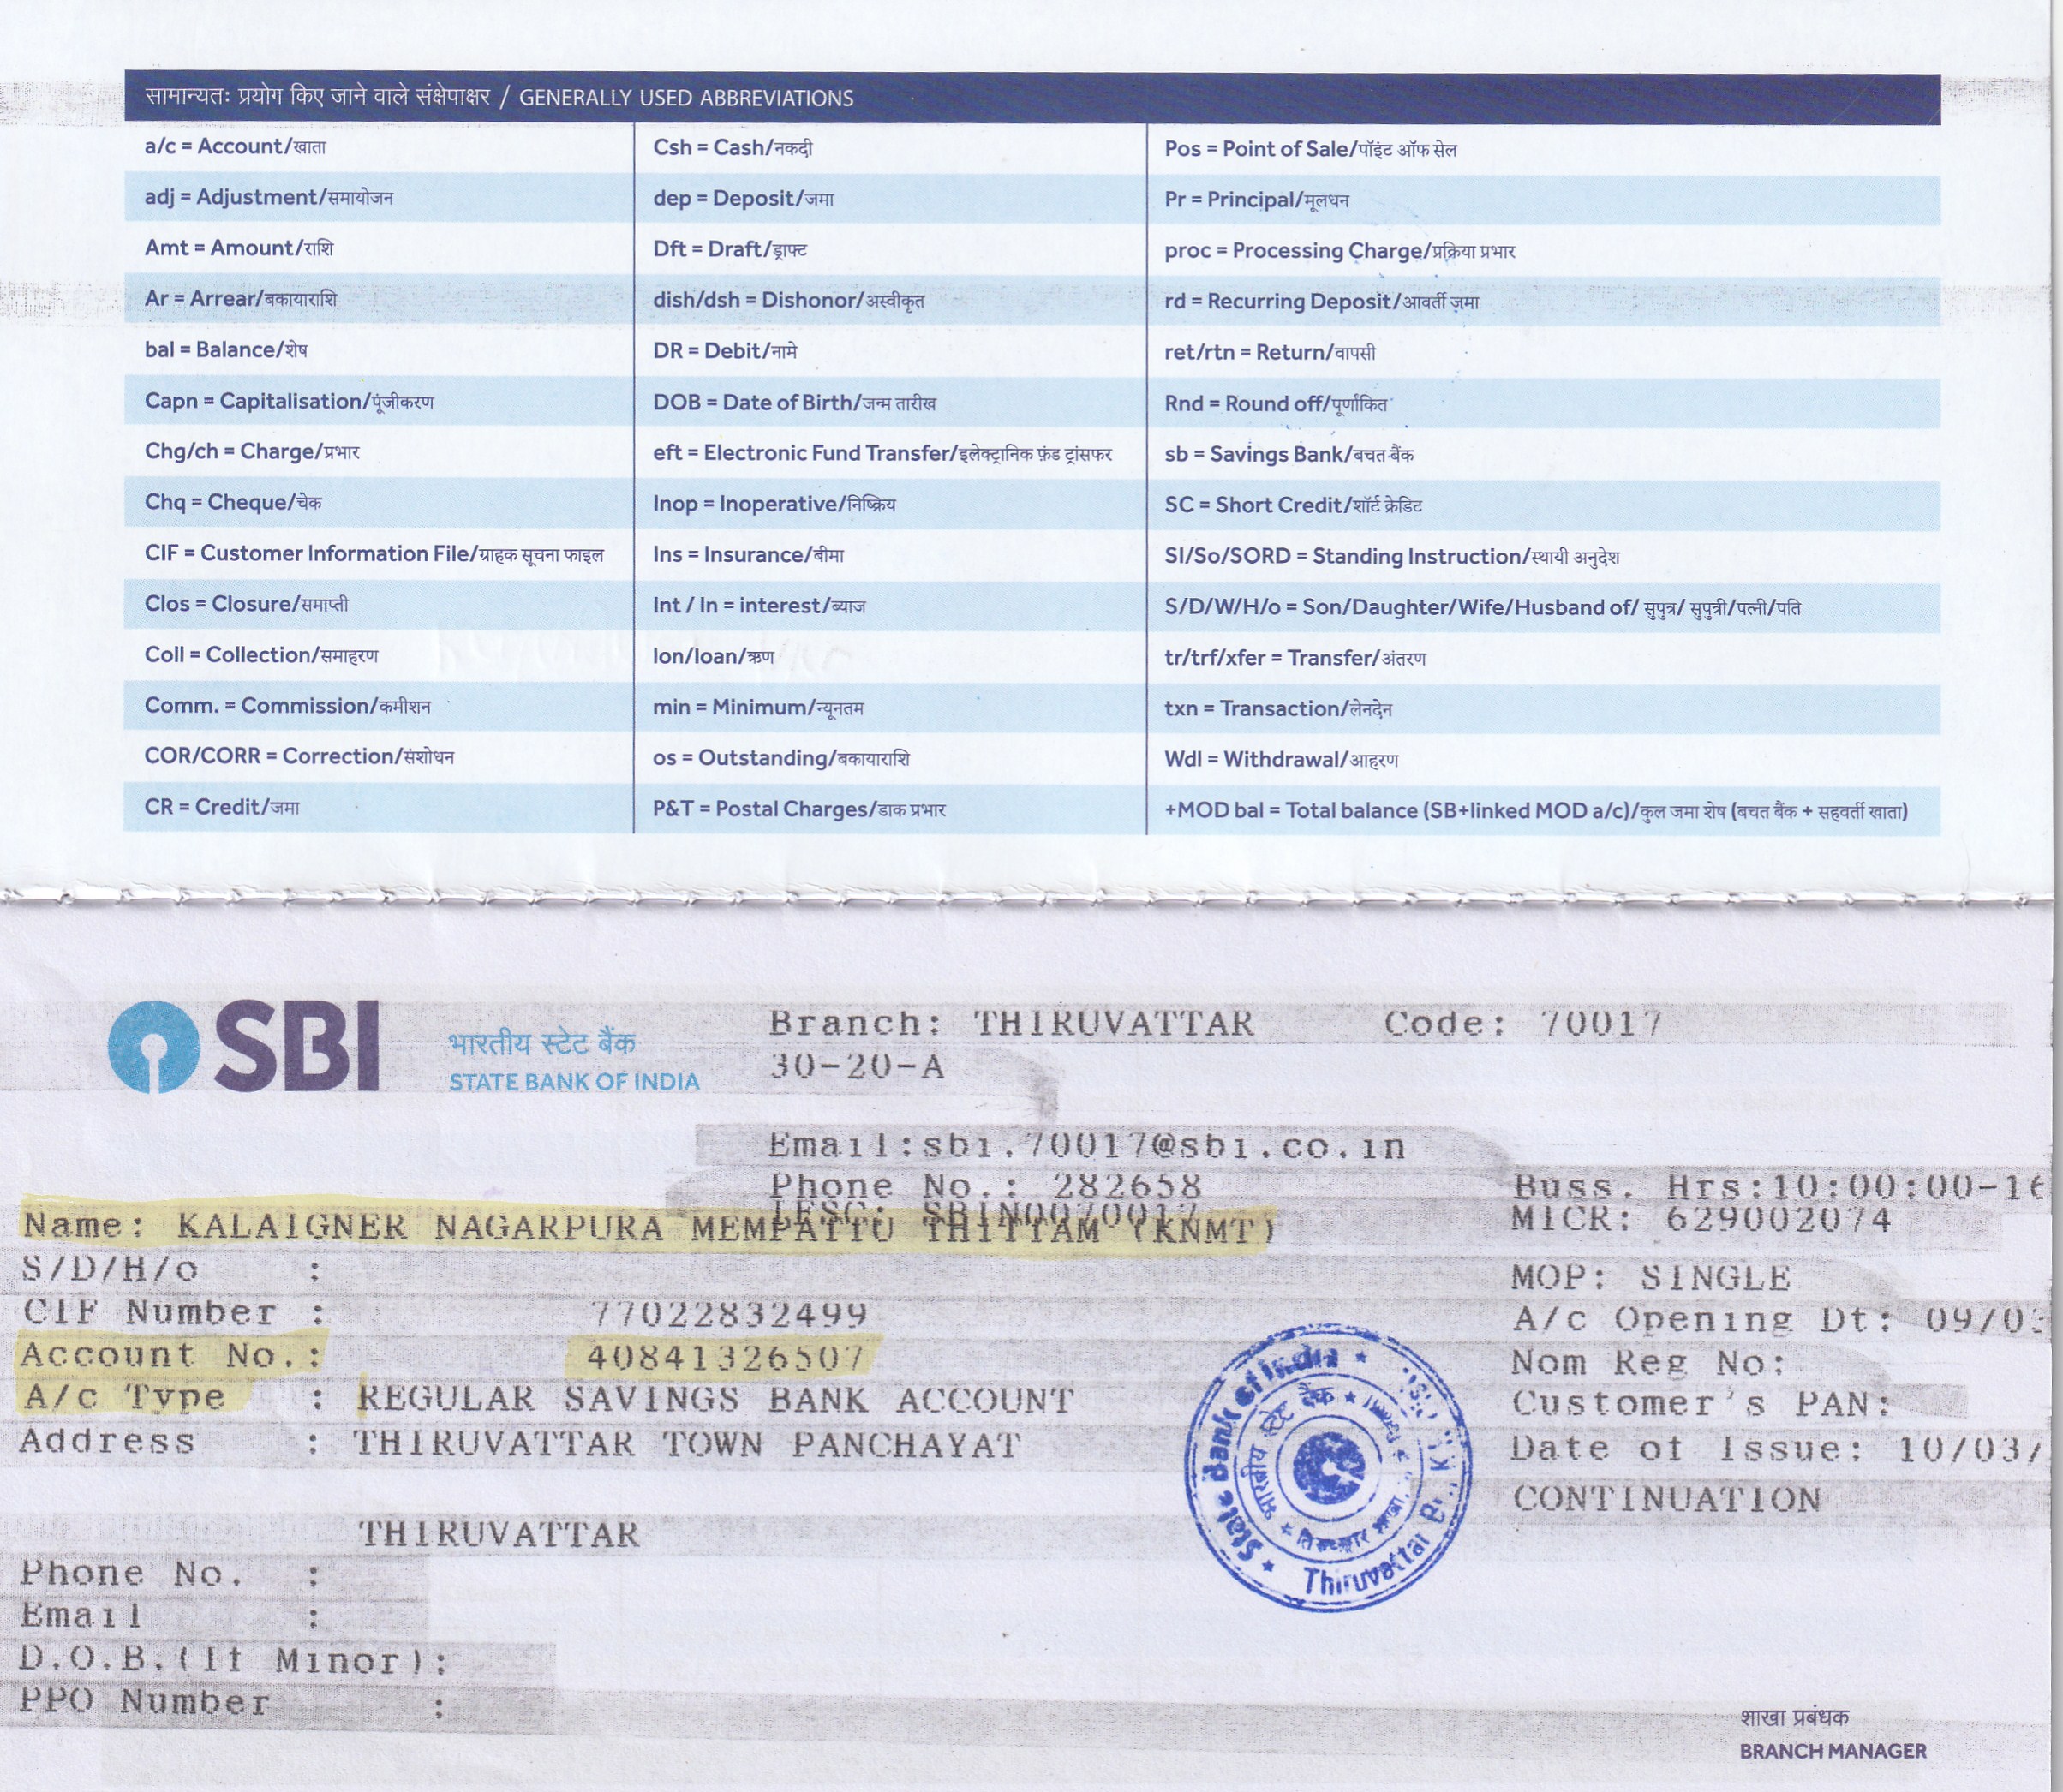 सामान्यतः प्रयोग किए जाने वाले संक्षेपाक्षर / GENERALLY USED ABBREVIATIONS
a/c = Account/खाता
adj = Adjustment/समायोजन
Amt = Amount/राशि
Ar = Arrear/बकायाराशि
bal = Balance/शेष
Capn = Capitalisation/पूंजीकरण
Chg/ch = Charge/प्रभार
Chq = Cheque/चेक
CIF = Customer Information File/ग्राहक सूचना फाइल
Clos = Closure/समाप्ती
Coll = Collection/समाहरण
Comm. = Commission/कमीशन
COR/CORR = Correction/संशोधन
CR = Credit/जमा
Csh = Cash/नकदी
dep = Deposit/जमा
Dft = Draft/ड्राफ्ट
dish/dsh = Dishonor/अस्वीकृत
DR = Debit/नामे
DOB = Date of Birth/जन्म तारीख
eft = Electronic Fund Transfer/इलेक्ट्रानिक फ़ंड ट्रांसफर
Inop = Inoperative/निष्क्रिय
Ins = Insurance/बीमा
Int / In = interest/ब्याज
lon/loan/ऋण
min = Minimum/न्यूनतम
os = Outstanding/बकायाराशि
P&T = Postal Charges/डाक प्रभार
Pos = Point of Sale/पॉइंट ऑफ सेल
Pr = Principal/मूलधन
proc = Processing Charge/प्रक्रिया प्रभार
rd = Recurring Deposit/आवर्ती जमा
ret/rtn = Return/वापसी
Rnd = Round off/पूर्णांकित
sb = Savings Bank/बचत बैंक
SC = Short Credit/शॉर्ट क्रेडिट
SI/So/SORD = Standing Instruction/स्थायी अनुदेश
S/D/W/H/o = Son/Daughter/Wife/Husband of/ सुपुत्र/ सुपुत्री/पत्नी/पति
tr/trf/xfer = Transfer/अंतरण
txn = Transaction/लेनदेन
Wdl = Withdrawal/आहरण
+MOD bal = Total balance (SB+linked MOD a/c)/कुल जमा शेष (बचत बैंक + सहवर्ती खाता)
SBI
भारतीय स्टेट बैंक
STATE BANK OF INDIA
Branch: THIRUVATTAR Code: 70017
30-20-A
Email:sbi.70017@sbi.co.in
Phone No.: 282658 Buss. Hrs:10:00:00-16
IFSC: SBIN0070017 MICR: 629002074
Name: KALAIGNER NAGARPURA MEMPATTU THITTAM (KNMT)
S/D/H/o : MOP: SINGLE
CIF Number : 77022832499 A/c Opening Dt: 09/03
Account No.: 40841326507 Nom Reg No:
A/c Type : REGULAR SAVINGS BANK ACCOUNT Customer's PAN:
Address : THIRUVATTAR TOWN PANCHAYAT Date of Issue: 10/03/
CONTINUATION
THIRUVATTAR
Phone No. :
Email :
D.O.B.(If Minor):
PPO Number :
State Bank of India
भारतीय स्टेट बैंक
Thiruvattar
शाखा प्रबंधक
BRANCH MANAGER